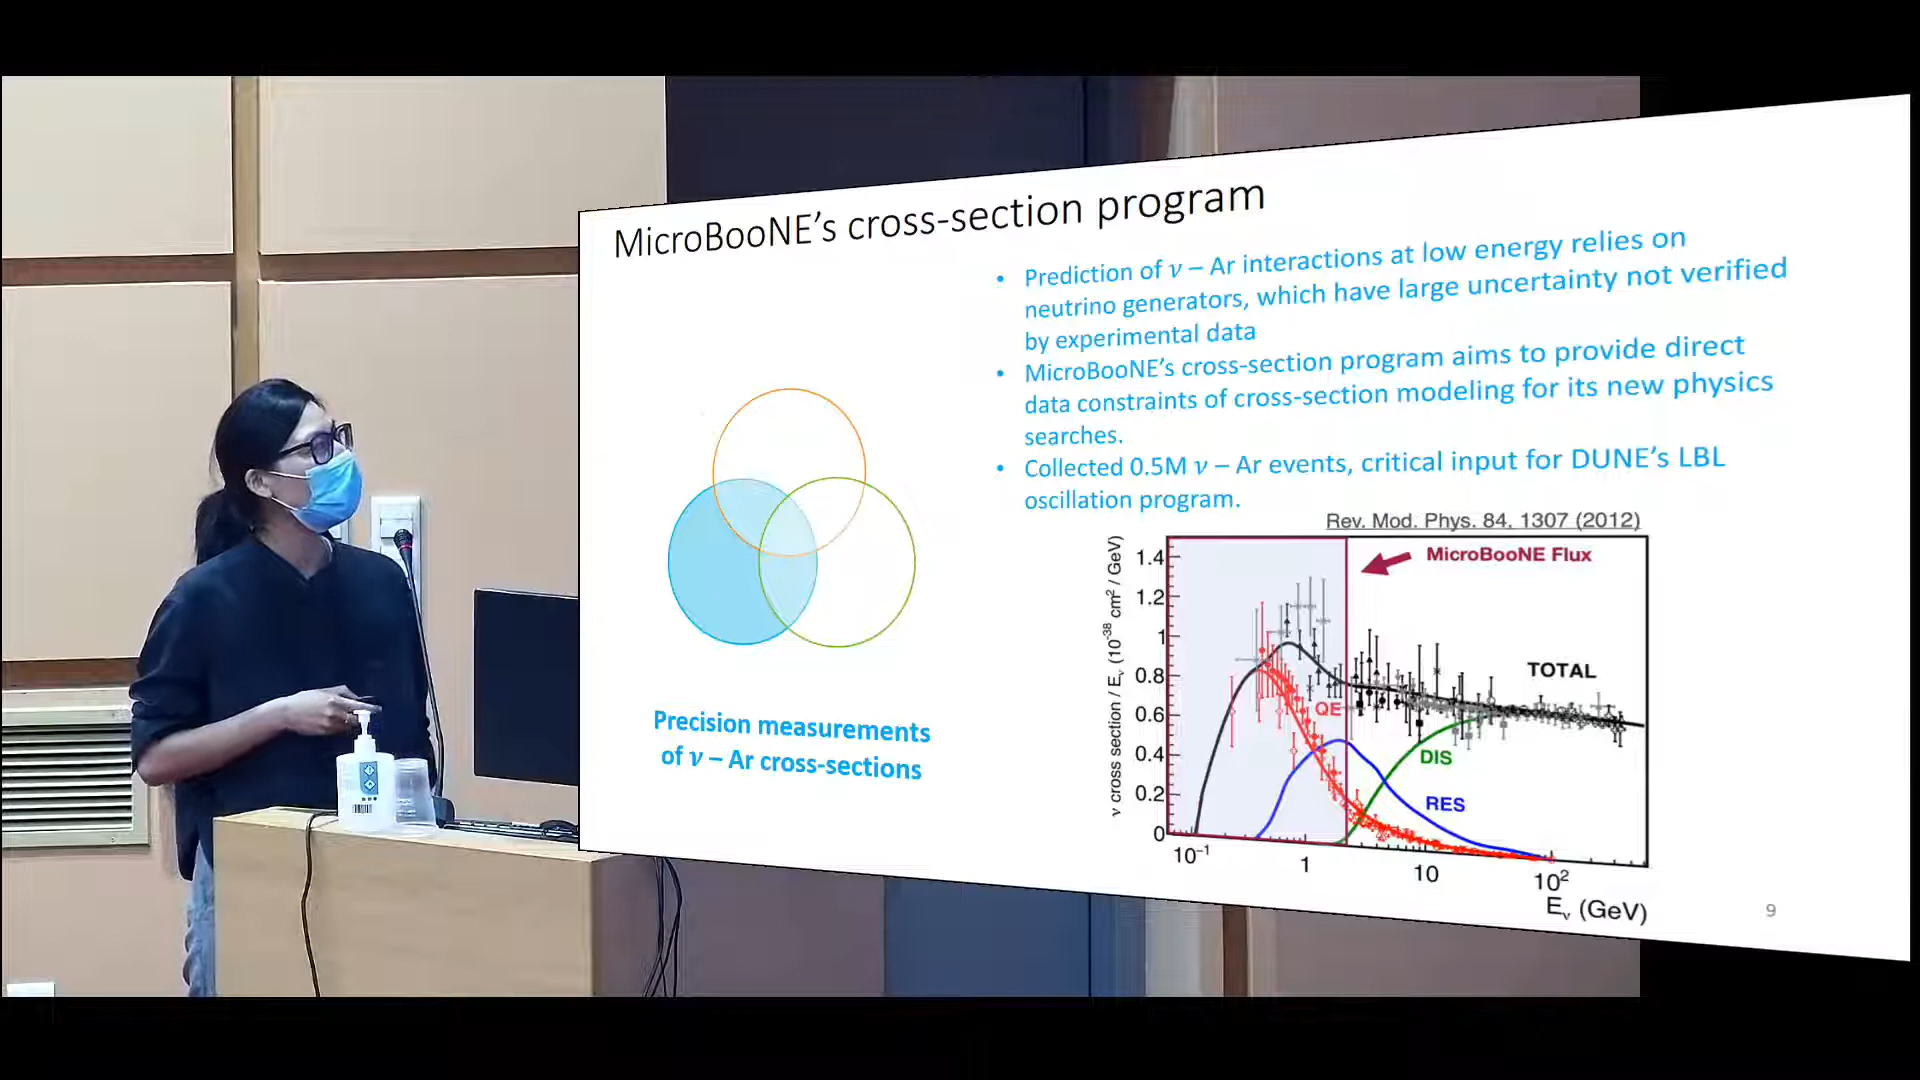 MicroBooNE's cross-section program
• Prediction of ν – Ar interactions at low energy relies on
neutrino generators, which have large uncertainty not verified
by experimental data
• MicroBooNE's cross-section program aims to provide direct
data constraints of cross-section modeling for its new physics
searches.
• Collected 0.5M ν – Ar events, critical input for DUNE's LBL
oscillation program.
Precision measurements
of ν – Ar cross-sections
Rev. Mod. Phys. 84, 1307 (2012)
MicroBooNE Flux
ν cross section / Eν (10⁻³⁸ cm² / GeV)
1.4
1.2
1
0.8
0.6
0.4
0.2
0
TOTAL
QE
DIS
RES
10⁻¹
1
10
10²
Eν (GeV)
9